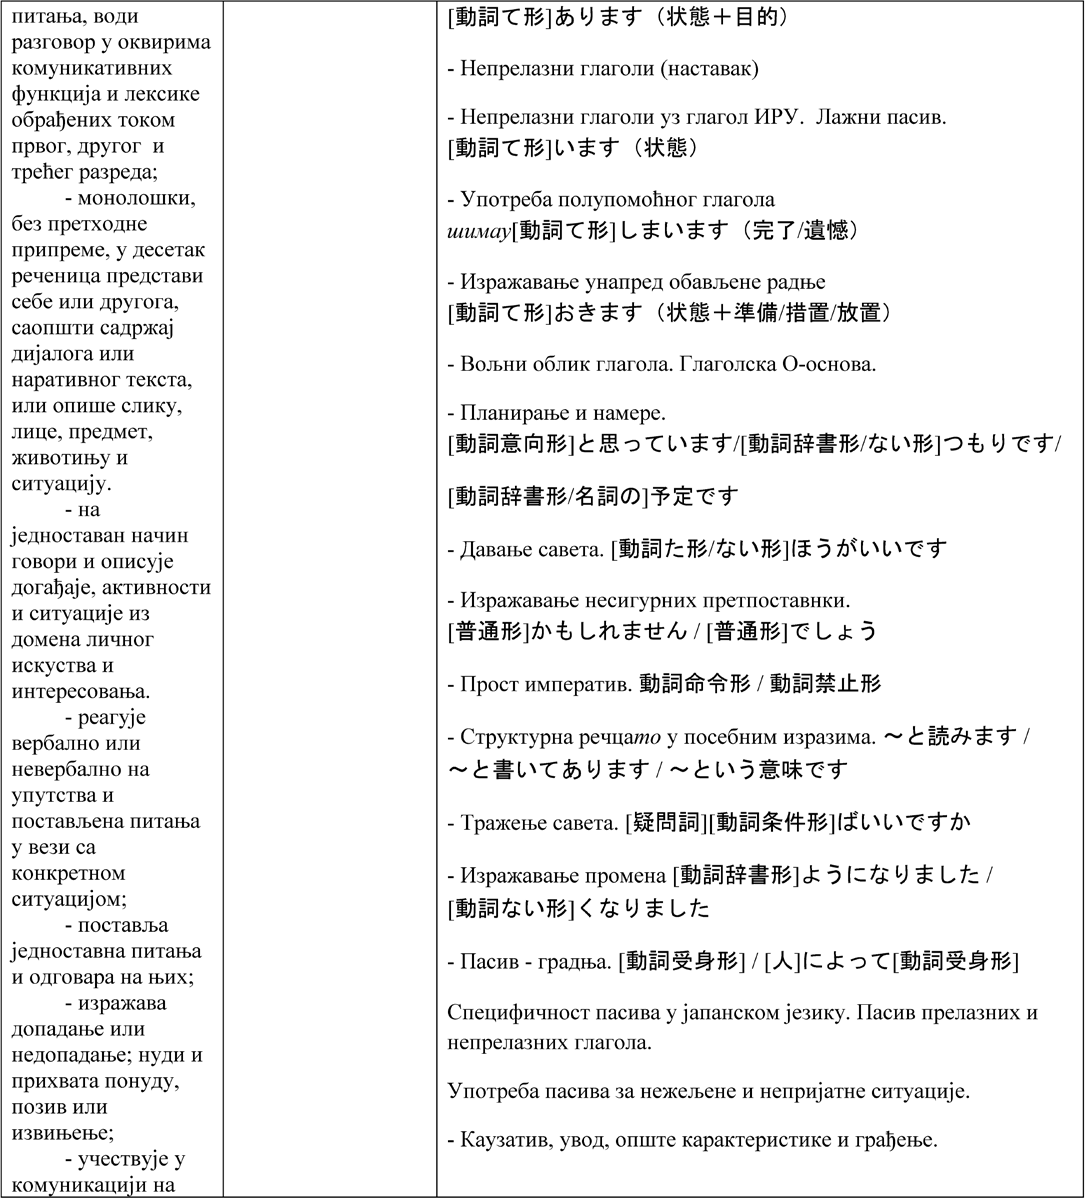 питања, води
разговор у оквирима
комуникативних
функција и лексике
обрађених током
првог, другог  и
трећег разреда;
- монолошки,
без претходне
припреме, у десетак
реченица представи
себе или другога,
саопшти садржај
дијалога или
наративног текста,
или опише слику,
лице, предмет,
животињу и
ситуацију.
- на
једноставан начин
говори и описује
догађаје, активности
и ситуације из
домена личног
искуства и
интересовања.
- реагује
вербално или
невербално на
упутства и
постављена питања
у вези са
конкретном
ситуацијом;
- поставља
једноставна питања
и одговара на њих;
- изражава
допадање или
недопадање; нуди и
прихвата понуду,
позив или
извињење;
- учествује у
комуникацији на
[動詞て形]あります（状態＋目的）
- Непрелазни глаголи (наставак)
- Непрелазни глаголи уз глагол ИРУ.  Лажни пасив.
[動詞て形]います（状態）
- Употреба полупомоћног глагола
шимау[動詞て形]しまいます（完了/遺憾）
- Изражавање унапред обављене радње
[動詞て形]おきます（状態＋準備/措置/放置）
- Вољни облик глагола. Глаголска О-основа.
- Планирање и намере.
[動詞意向形]と思っています/[動詞辞書形/ない形]つもりです/
[動詞辞書形/名詞の]予定です
- Давање савета. [動詞た形/ない形]ほうがいいです
- Изражавање несигурних претпоставнки.
[普通形]かもしれません / [普通形]でしょう
- Прост императив. 動詞命令形 / 動詞禁止形
- Структурна речцато у посебним изразима. ～と読みます /
～と書いてあります / ～という意味です
- Тражење савета. [疑問詞][動詞条件形]ばいいですか
- Изражавање промена [動詞辞書形]ようになりました /
[動詞ない形]くなりました
- Пасив - градња. [動詞受身形] / [人]によって[動詞受身形]
Специфичност пасива у јапанском језику. Пасив прелазних и
непрелазних глагола.
Употреба пасива за нежељене и непријатне ситуације.
- Каузатив, увод, опште карактеристике и грађење.